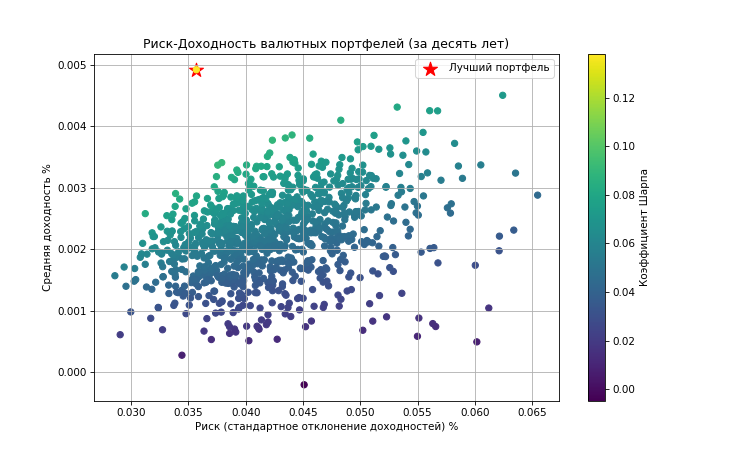 Риск-Доходность валютных портфелей (за десять лет)
Лучший портфель
0.005
0.004
0.003
0.002
0.001
0.000
Средняя доходность %
0.030 0.035 0.040 0.045 0.050 0.055 0.060 0.065
Риск (стандартное отклонение доходностей) %
0.12
0.10
0.08
0.06
0.04
0.02
0.00
Коэффициент Шарпа